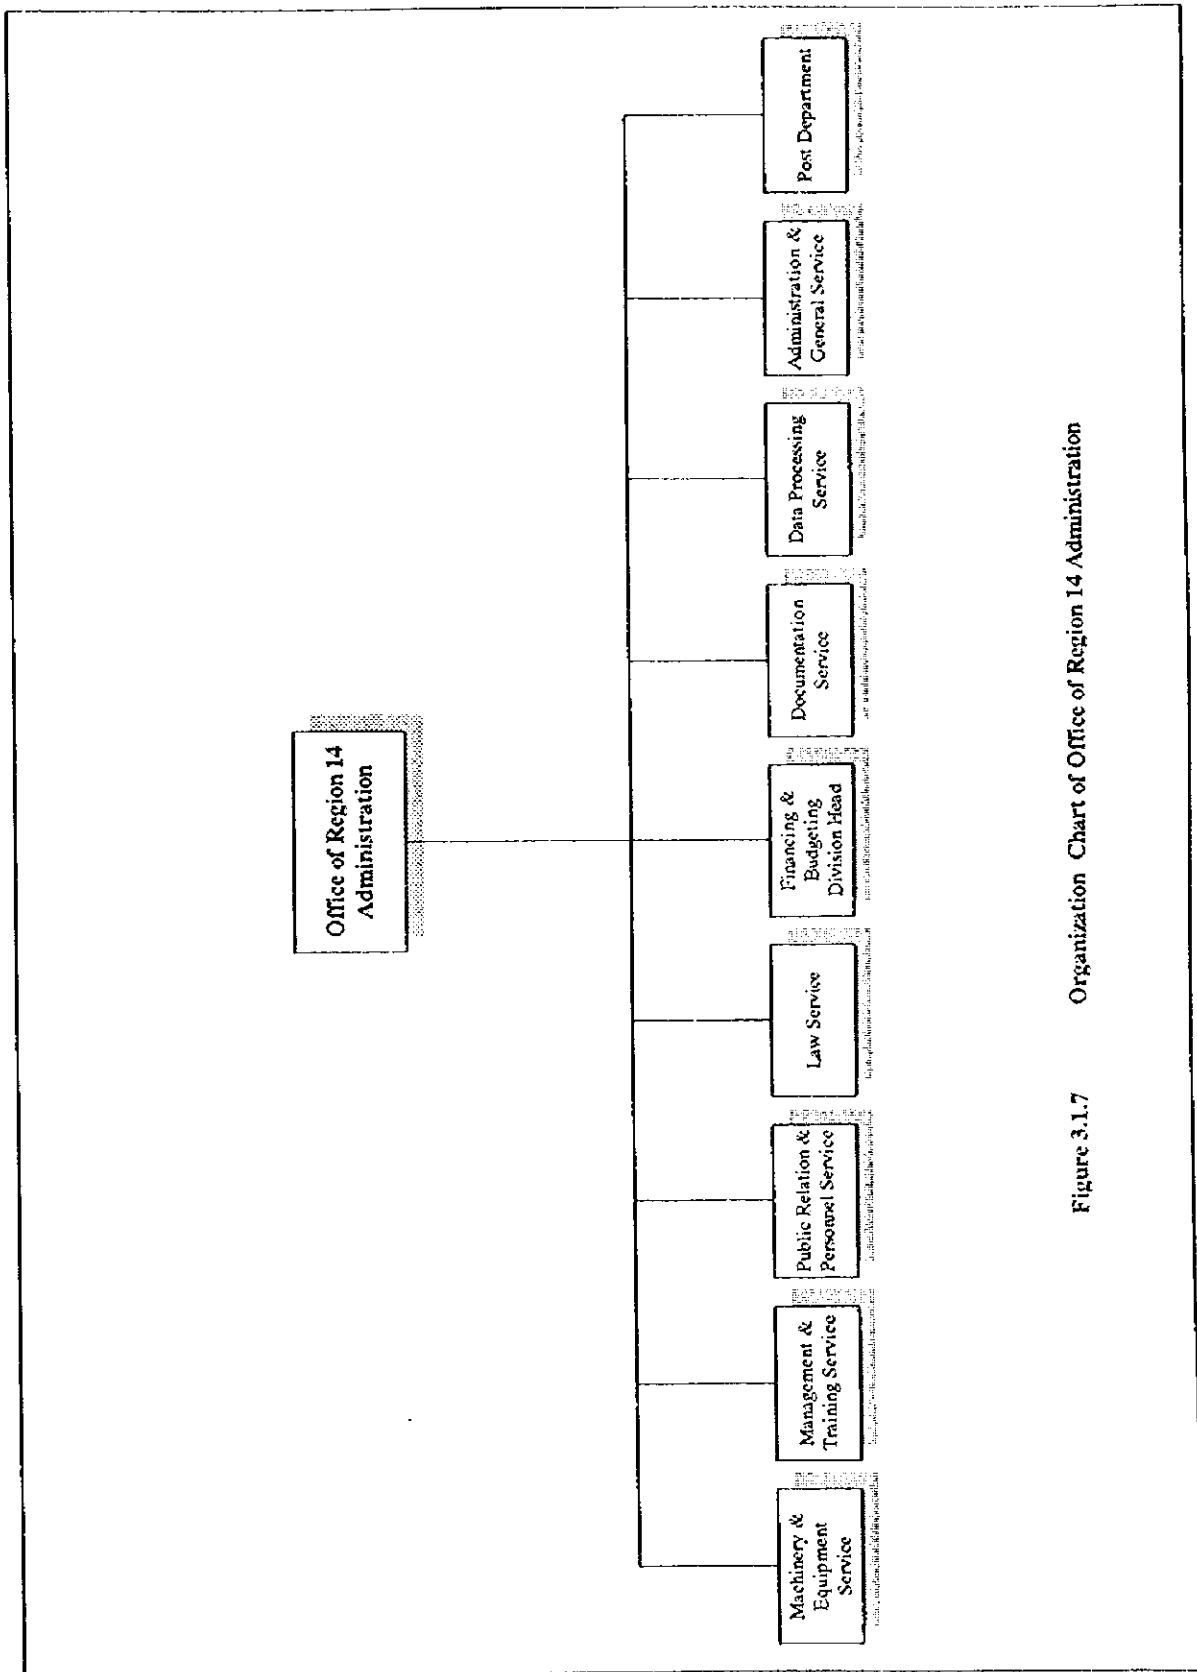 Office of Region 14
Administration
Machinery &
Equipment
Service
Management &
Training Service
Public Relation &
Personnel Service
Law Service
Financing &
Budgeting
Division Head
Documentation
Service
Data Processing
Service
Administration &
General Service
Post Department
Figure 3.1.7 Organization Chart of Office of Region 14 Administration